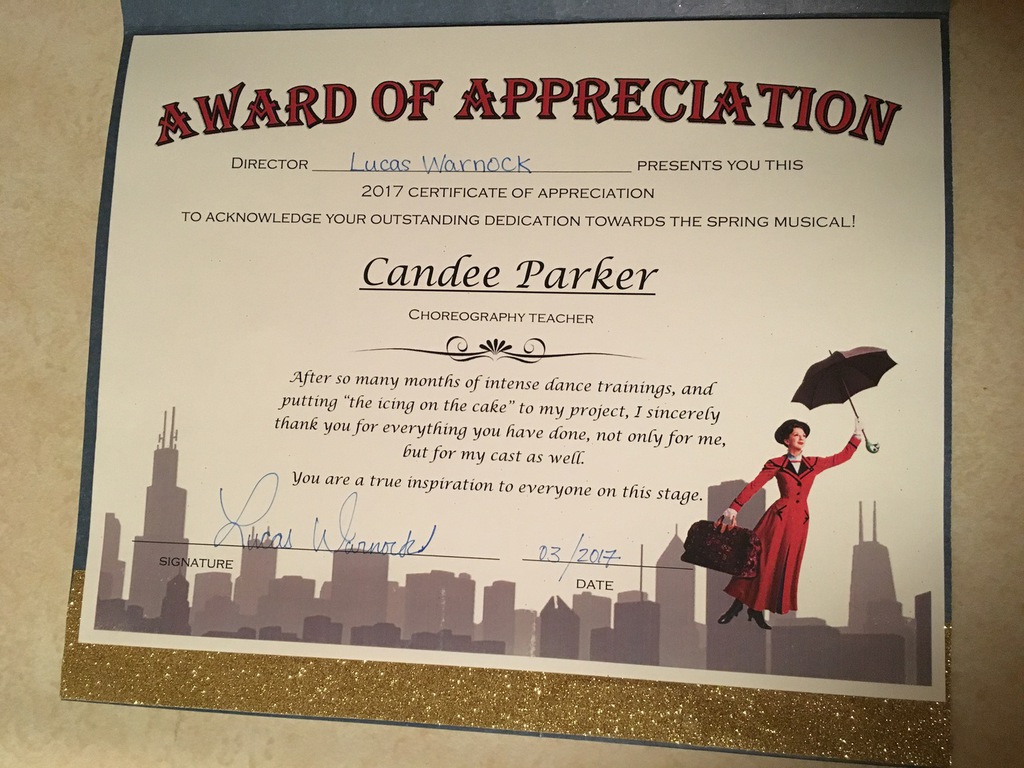 AWARD OF APPRECIATION
DIRECTOR Lucas Warnock PRESENTS YOU THIS
2017 CERTIFICATE OF APPRECIATION
TO ACKNOWLEDGE YOUR OUTSTANDING DEDICATION TOWARDS THE SPRING MUSICAL!
Candee Parker
CHOREOGRAPHY TEACHER
After so many months of intense dance trainings, and
putting "the icing on the cake" to my project, I sincerely
thank you for everything you have done, not only for me,
but for my cast as well.
You are a true inspiration to everyone on this stage.
Lucas Warnock 03/2017
SIGNATURE DATE